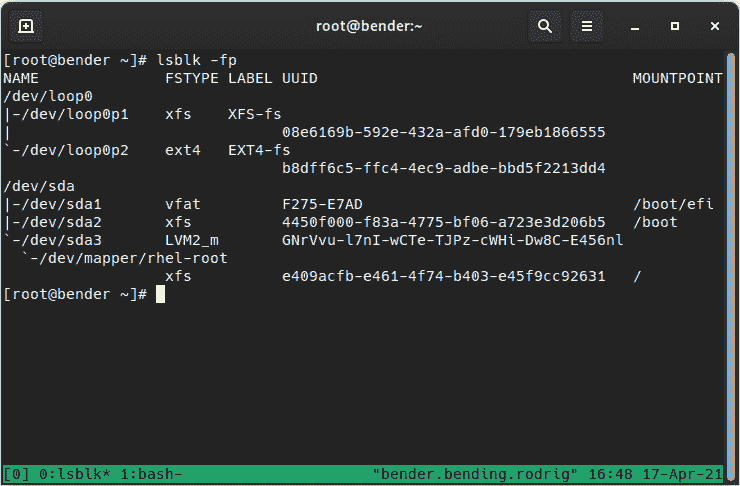 root@bender:~
[root@bender ~]# lsblk -fp
NAME              FSTYPE LABEL UUID                                   MOUNTPOINT
/dev/loop0
|-/dev/loop0p1    xfs    XFS-fs
|                              08e6169b-592e-432a-afd0-179eb1866555
`-/dev/loop0p2    ext4   EXT4-fs
                               b8dff6c5-ffc4-4ec9-adbe-bbd5f2213dd4
/dev/sda
|-/dev/sda1       vfat         F275-E7AD                              /boot/efi
|-/dev/sda2       xfs          4450f000-f83a-4775-bf06-a723e3d206b5   /boot
`-/dev/sda3       LVM2_m       GNrVvu-l7nI-wCTe-TJPz-cWHi-Dw8C-E456nl
  `-/dev/mapper/rhel-root
                  xfs          e409acfb-e461-4f74-b403-e45f9cc92631   /
[root@bender ~]#
[0] 0:lsblk* 1:bash-                     "bender.bending.rodrig" 16:48 17-Apr-21